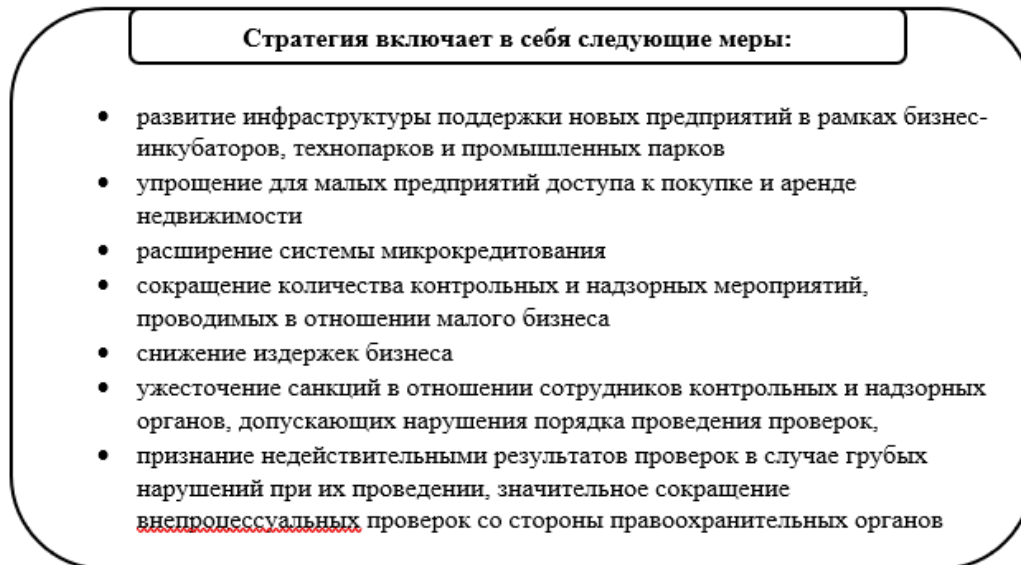 Стратегия включает в себя следующие меры:
• развитие инфраструктуры поддержки новых предприятий в рамках бизнес-
инкубаторов, технопарков и промышленных парков
• упрощение для малых предприятий доступа к покупке и аренде
недвижимости
• расширение системы микрокредитования
• сокращение количества контрольных и надзорных мероприятий,
проводимых в отношении малого бизнеса
• снижение издержек бизнеса
• ужесточение санкций в отношении сотрудников контрольных и надзорных
органов, допускающих нарушения порядка проведения проверок,
• признание недействительными результатов проверок в случае грубых
нарушений при их проведении, значительное сокращение
внепроцессуальных проверок со стороны правоохранительных органов